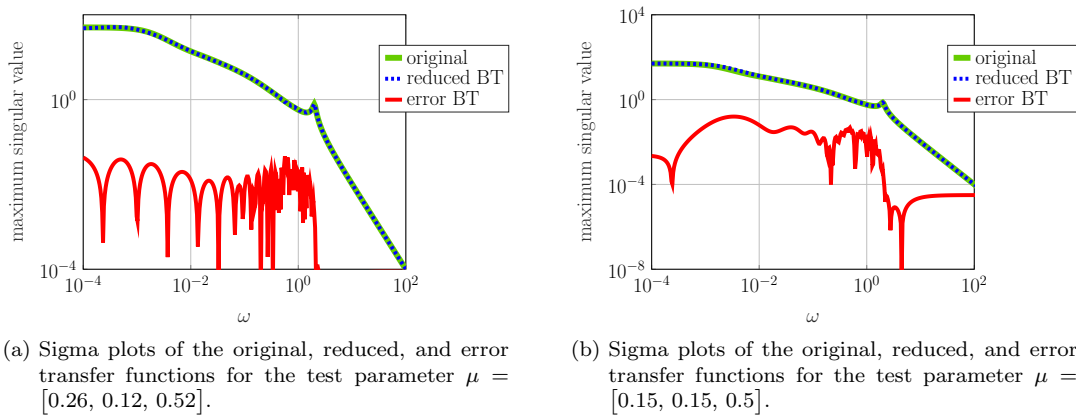 maximum singular value
10^0
10^{-4}
10^{-4}
10^{-2}
10^0
10^2
ω
original
reduced BT
error BT
(a) Sigma plots of the original, reduced, and error
transfer functions for the test parameter μ =
[0.26, 0.12, 0.52].
maximum singular value
10^4
10^0
10^{-4}
10^{-8}
10^{-4}
10^{-2}
10^0
10^2
ω
original
reduced BT
error BT
(b) Sigma plots of the original, reduced, and error
transfer functions for the test parameter μ =
[0.15, 0.15, 0.5].